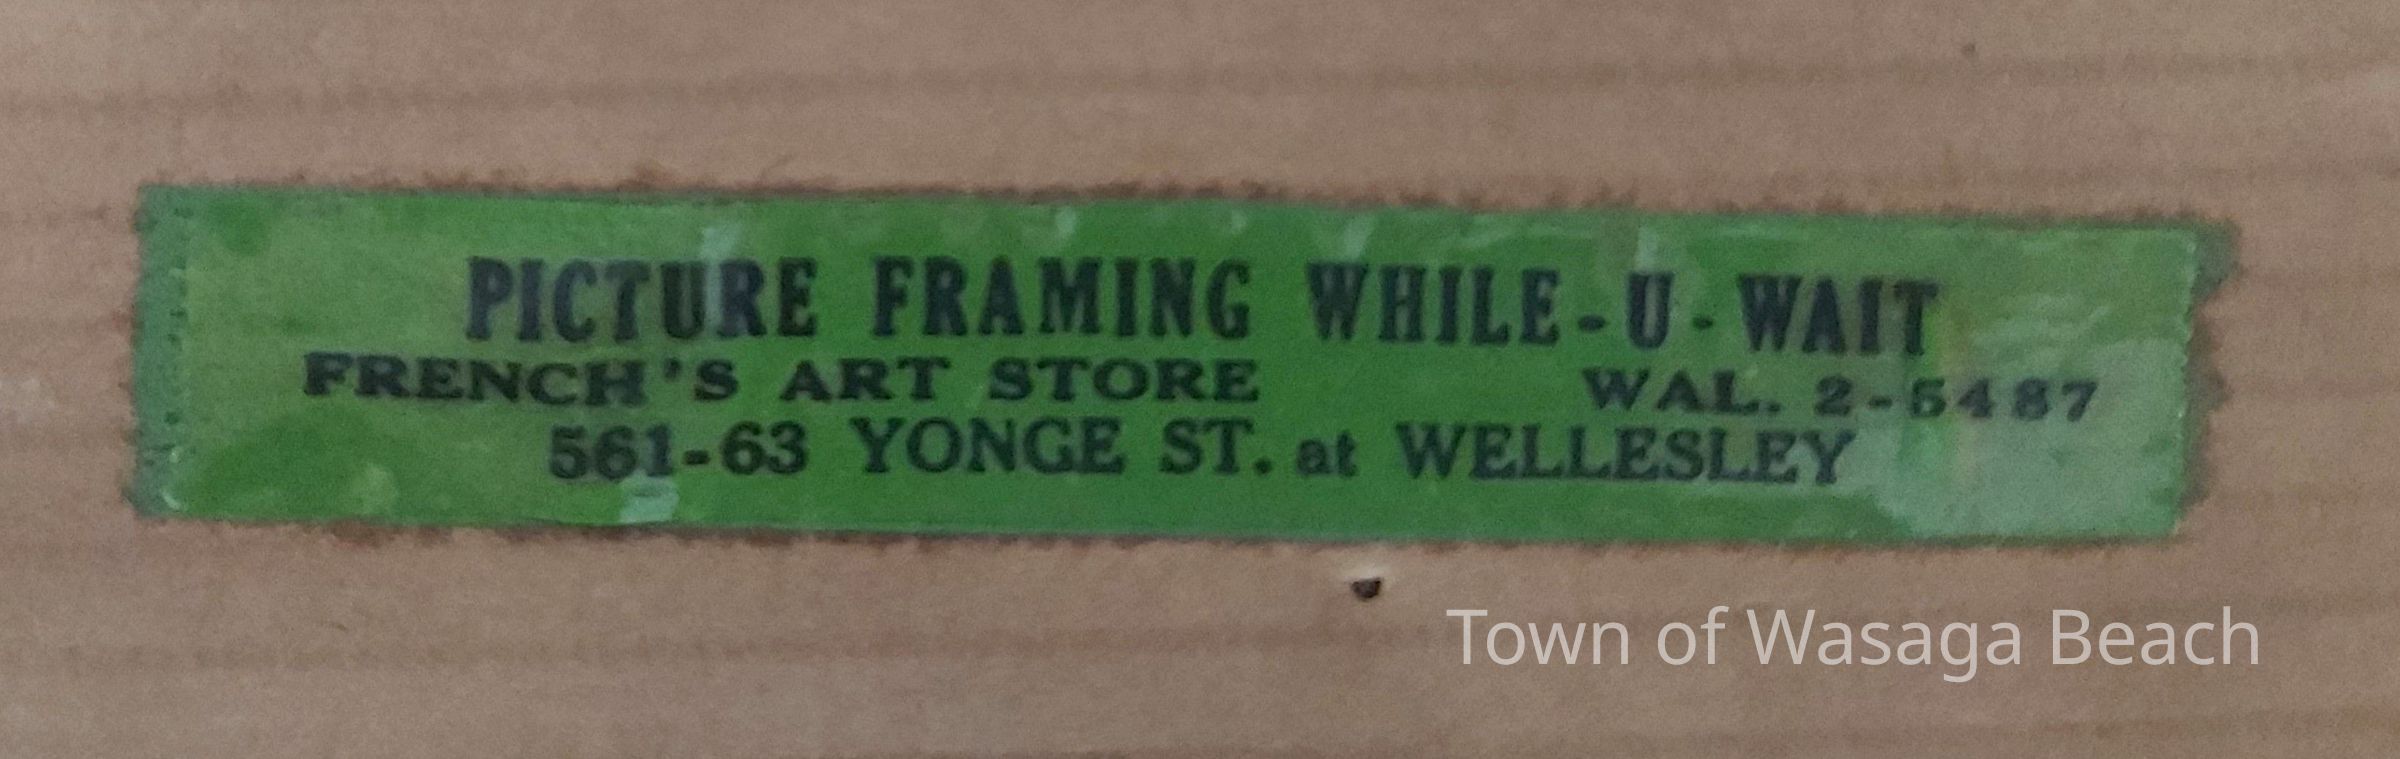 PICTURE FRAMING WHILE-U-WAIT
FRENCH'S ART STORE WAL. 2-5487
561-63 YONGE ST. at WELLESLEY
Town of Wasaga Beach